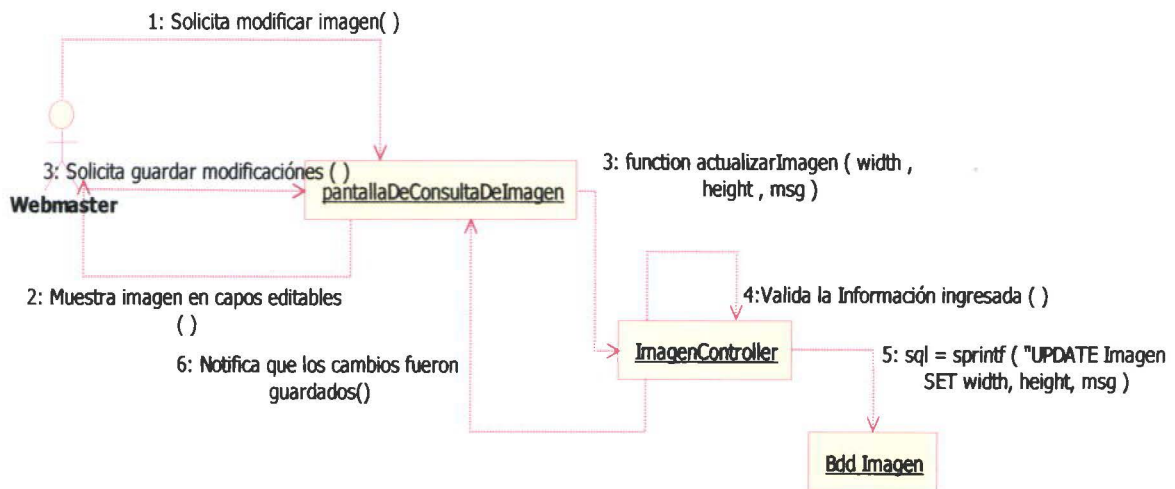 1: Solicita modificar imagen( )
3: Solicita guardar modificaciónes ( )
Webmaster
pantallaDeConsultaDeImagen
3: function actualizarImagen ( width ,
height , msg )
2: Muestra imagen en capos editables
( )
4:Valida la Información ingresada ( )
ImagenController
6: Notifica que los cambios fueron
guardados()
5: sql = sprintf ( "UPDATE Imagen
SET width, height, msg )
Bdd Imagen